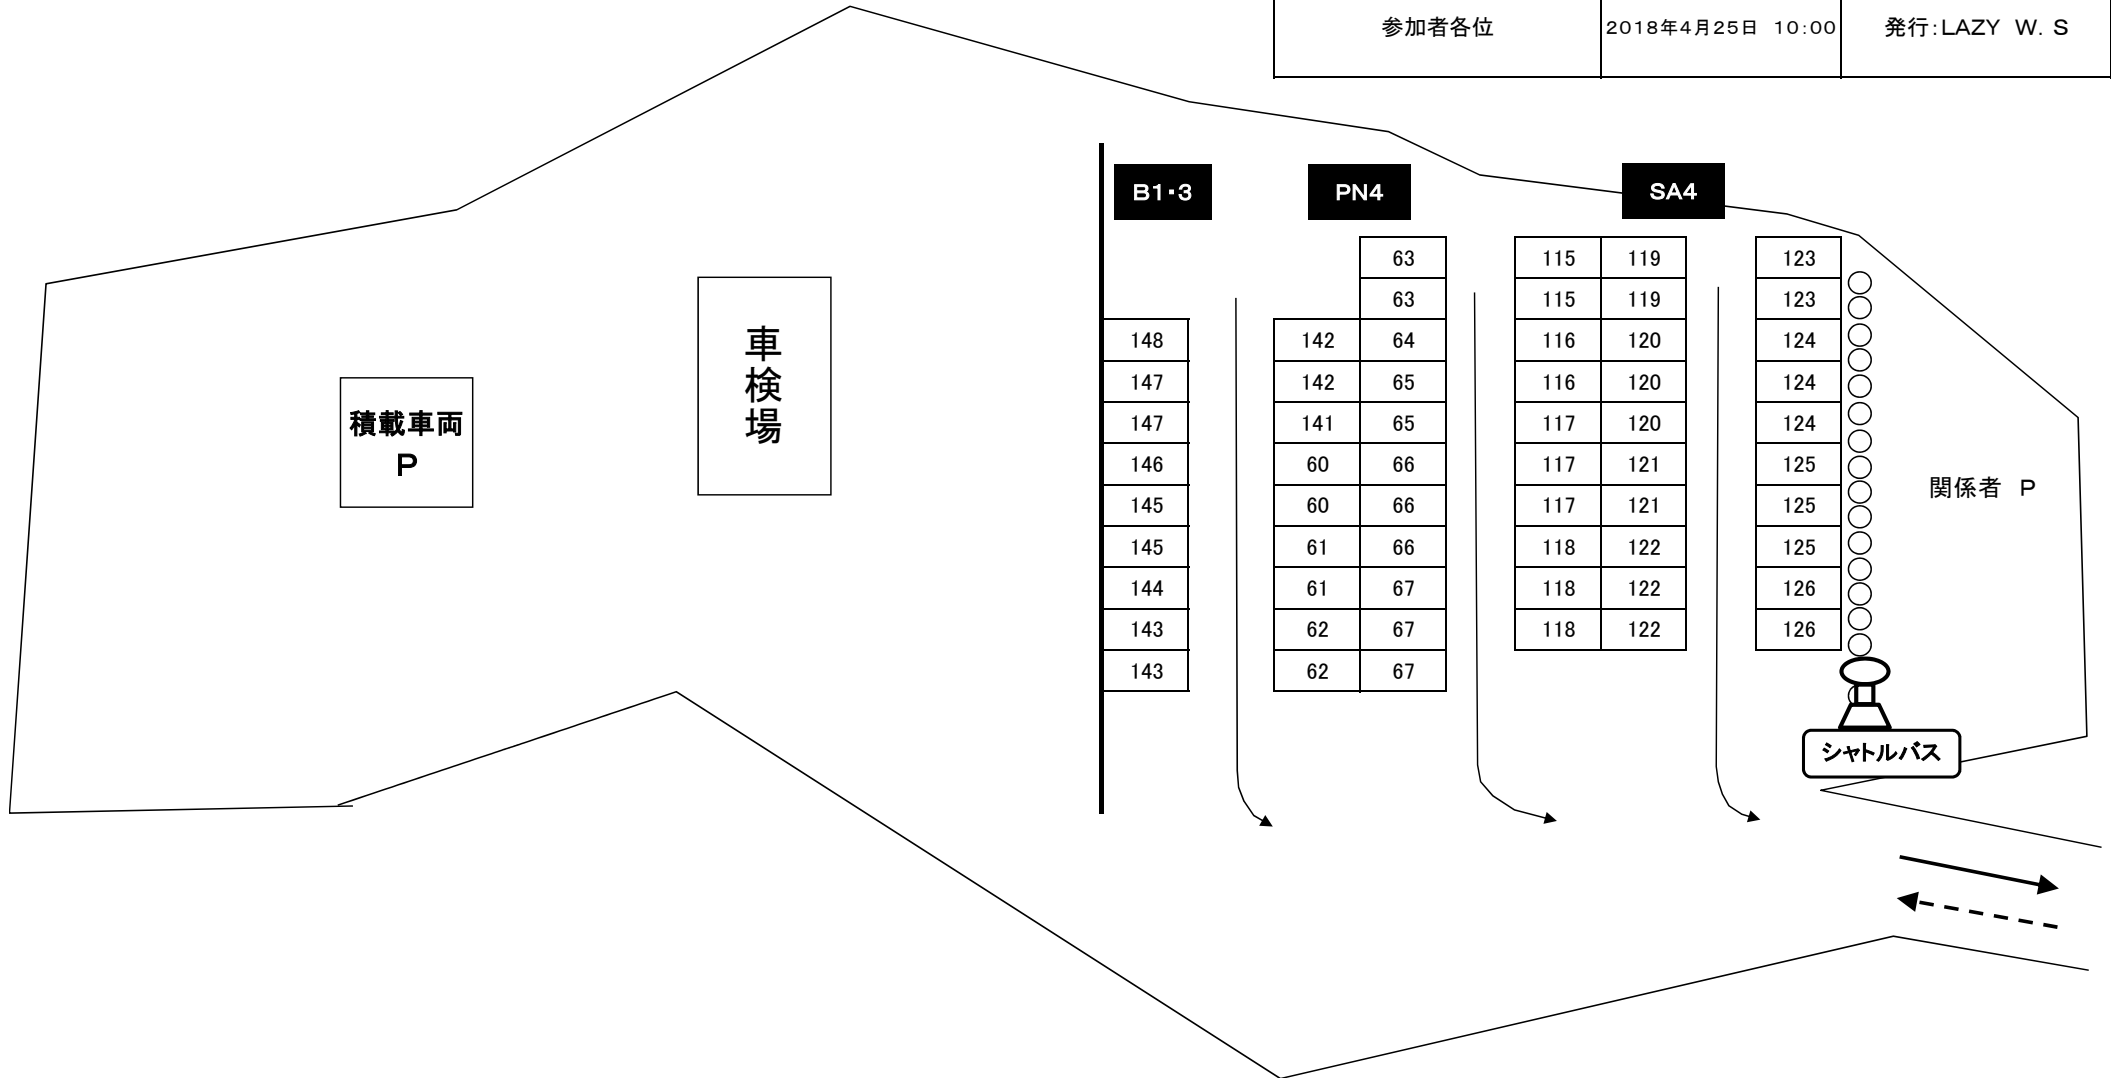 参加者各位 2018年4月25日 10:00 発行:LAZY W. S
B1・3 PN4 SA4
63 115 119 123
63 115 119 123
148 142 64 116 120 124
147 142 65 116 120 124
147 141 65 117 120 124
146 60 66 117 121 125
145 60 66 117 121 125
145 61 66 118 122 125
144 61 67 118 122 126
143 62 67 118 122 126
143 62 67
車検場
積載車両
P
関係者 P
シャトルバス